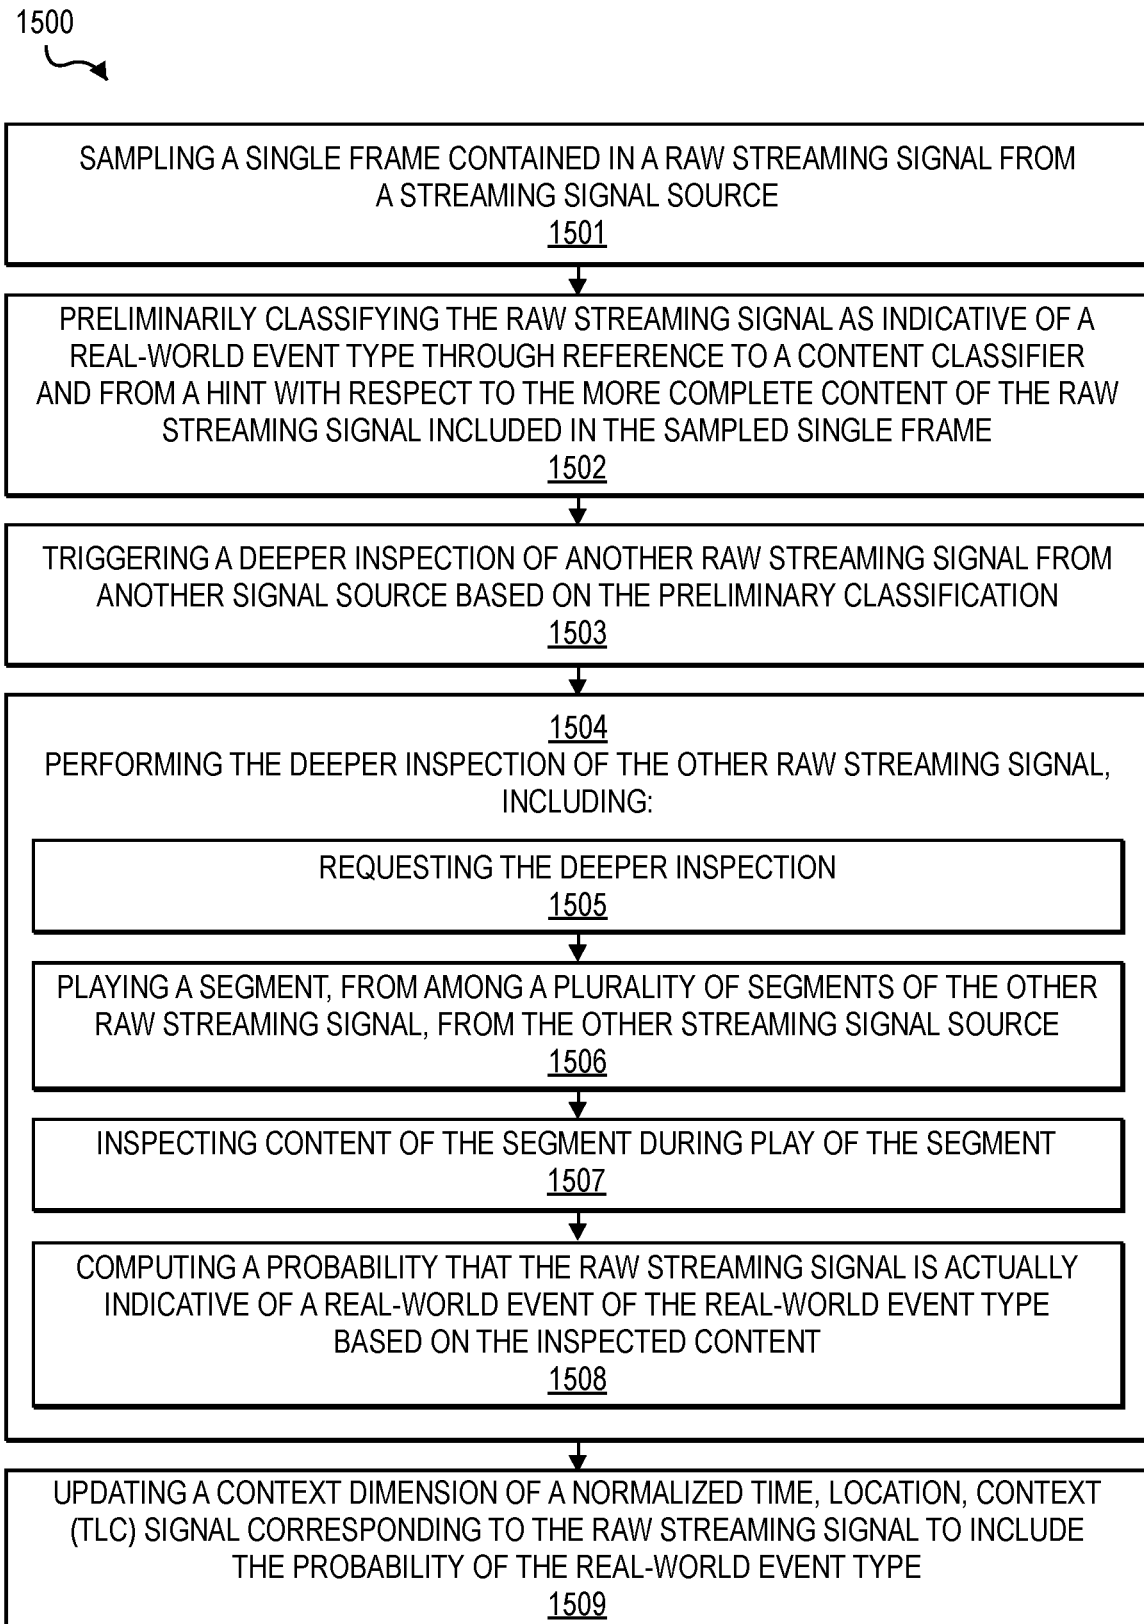 1500
SAMPLING A SINGLE FRAME CONTAINED IN A RAW STREAMING SIGNAL FROM
A STREAMING SIGNAL SOURCE
1501
PRELIMINARILY CLASSIFYING THE RAW STREAMING SIGNAL AS INDICATIVE OF A
REAL-WORLD EVENT TYPE THROUGH REFERENCE TO A CONTENT CLASSIFIER
AND FROM A HINT WITH RESPECT TO THE MORE COMPLETE CONTENT OF THE RAW
STREAMING SIGNAL INCLUDED IN THE SAMPLED SINGLE FRAME
1502
TRIGGERING A DEEPER INSPECTION OF ANOTHER RAW STREAMING SIGNAL FROM
ANOTHER SIGNAL SOURCE BASED ON THE PRELIMINARY CLASSIFICATION
1503
1504
PERFORMING THE DEEPER INSPECTION OF THE OTHER RAW STREAMING SIGNAL,
INCLUDING:
REQUESTING THE DEEPER INSPECTION
1505
PLAYING A SEGMENT, FROM AMONG A PLURALITY OF SEGMENTS OF THE OTHER
RAW STREAMING SIGNAL, FROM THE OTHER STREAMING SIGNAL SOURCE
1506
INSPECTING CONTENT OF THE SEGMENT DURING PLAY OF THE SEGMENT
1507
COMPUTING A PROBABILITY THAT THE RAW STREAMING SIGNAL IS ACTUALLY
INDICATIVE OF A REAL-WORLD EVENT OF THE REAL-WORLD EVENT TYPE
BASED ON THE INSPECTED CONTENT
1508
UPDATING A CONTEXT DIMENSION OF A NORMALIZED TIME, LOCATION, CONTEXT
(TLC) SIGNAL CORRESPONDING TO THE RAW STREAMING SIGNAL TO INCLUDE
THE PROBABILITY OF THE REAL-WORLD EVENT TYPE
1509